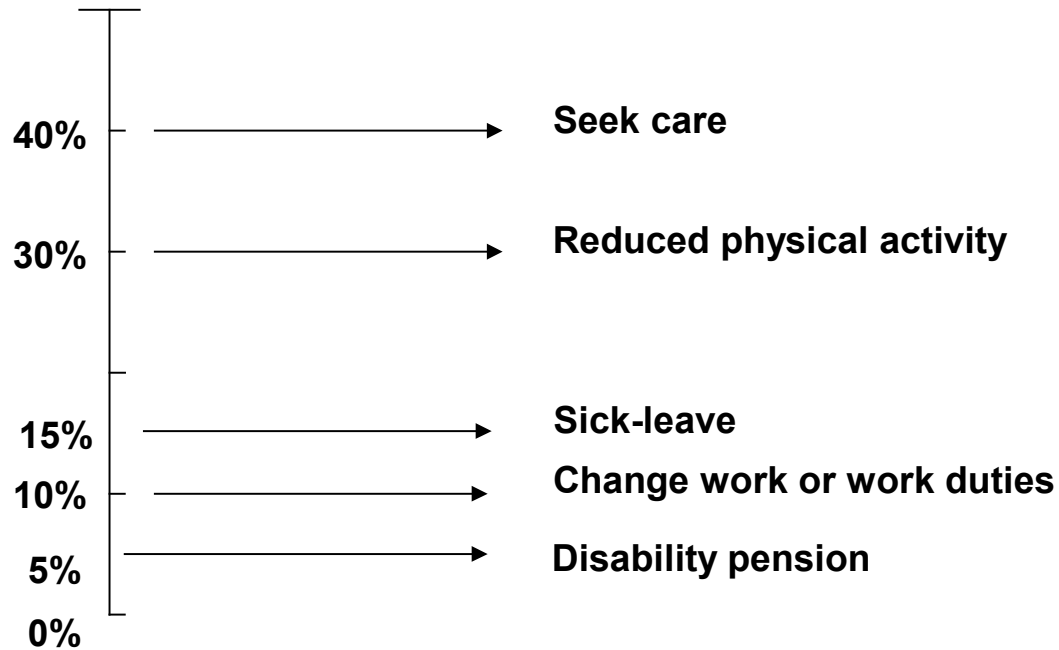 40% Seek care
30% Reduced physical activity
15% Sick-leave
10% Change work or work duties
5% Disability pension
0%